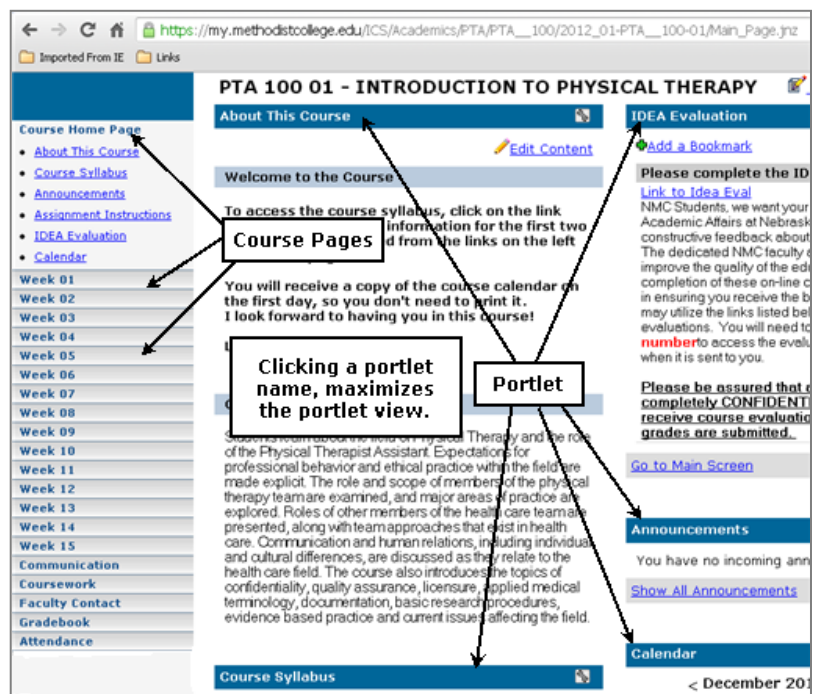 https://my.methodistcollege.edu/ICS/Academics/PTA/PTA__100/2012_01-PTA__100-01/Main_Page.jnz
Imported From IE Links
PTA 100 01 - INTRODUCTION TO PHYSICAL THERAPY
Course Home Page
About This Course
Course Syllabus
Announcements
Assignment Instructions
IDEA Evaluation
Calendar
Week 01
Week 02
Week 03
Week 04
Week 05
Week 06
Week 07
Week 08
Week 09
Week 10
Week 11
Week 12
Week 13
Week 14
Week 15
Communication
Coursework
Faculty Contact
Gradebook
Attendance
About This Course
Edit Content
Welcome to the Course
To access the course syllabus, click on the link
information for the first two
d from the links on the left
You will receive a copy of the course calendar on
the first day, so you don't need to print it.
I look forward to having you in this course!
Course Pages
Clicking a portlet
name, maximizes
the portlet view.
Portlet
Students learn about the field of Physical Therapy and the role
of the Physical Therapist Assistant. Expectations for
professional behavior and ethical practice within the field are
made explicit. The role and scope of members of the physical
therapy team are examined, and major areas of practice are
explored. Roles of other members of the health care team are
presented, along with team approaches that exist in health
care. Communication and human relations, including individual
and cultural differences, are discussed as they relate to the
health care field. The course also introduces the topics of
confidentiality, quality assurance, licensure, applied medical
terminology, documentation, basic research procedures,
evidence based practice and current issues affecting the field.
Course Syllabus
IDEA Evaluation
Add a Bookmark
Please complete the ID
Link to Idea Eval
NMC Students, we want your
Academic Affairs at Nebrask
constructive feedback about
The dedicated NMC faculty
improve the quality of the edu
completion of these on-line c
in ensuring you receive the b
may utilize the links listed bel
evaluations. You will need to
number to access the evalu
when it is sent to you.
Please be assured that
completely CONFIDENTI
receive course evaluatio
grades are submitted.
Go to Main Screen
Announcements
You have no incoming ann
Show All Announcements
Calendar
< December 201